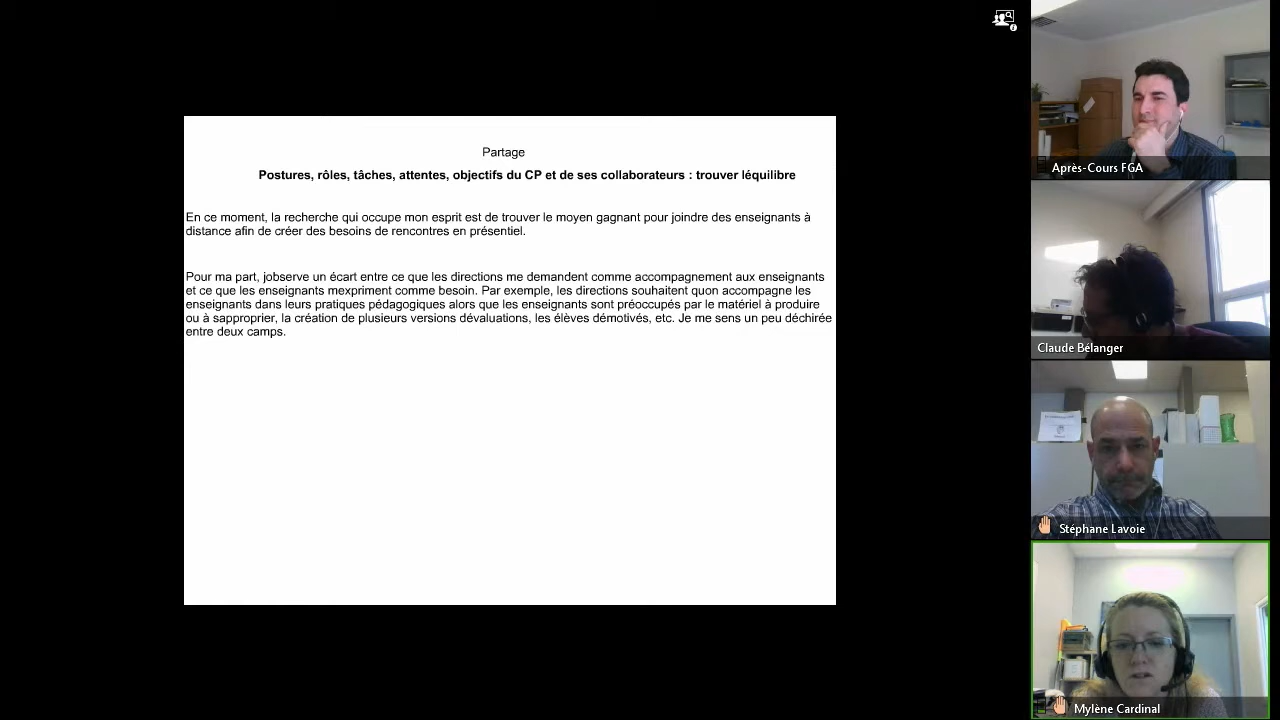 Partage
Postures, rôles, tâches, attentes, objectifs du CP et de ses collaborateurs : trouver léquilibre
En ce moment, la recherche qui occupe mon esprit est de trouver le moyen gagnant pour joindre des enseignants à
distance afin de créer des besoins de rencontres en présentiel.
Pour ma part, jobserve un écart entre ce que les directions me demandent comme accompagnement aux enseignants
et ce que les enseignants mexpriment comme besoin. Par exemple, les directions souhaitent quon accompagne les
enseignants dans leurs pratiques pédagogiques alors que les enseignants sont préoccupés par le matériel à produire
ou à sapproprier, la création de plusieurs versions dévaluations, les élèves démotivés, etc. Je me sens un peu déchirée
entre deux camps.
Après-Cours FGA
Claude Bélanger
Stéphane Lavoie
Mylène Cardinal